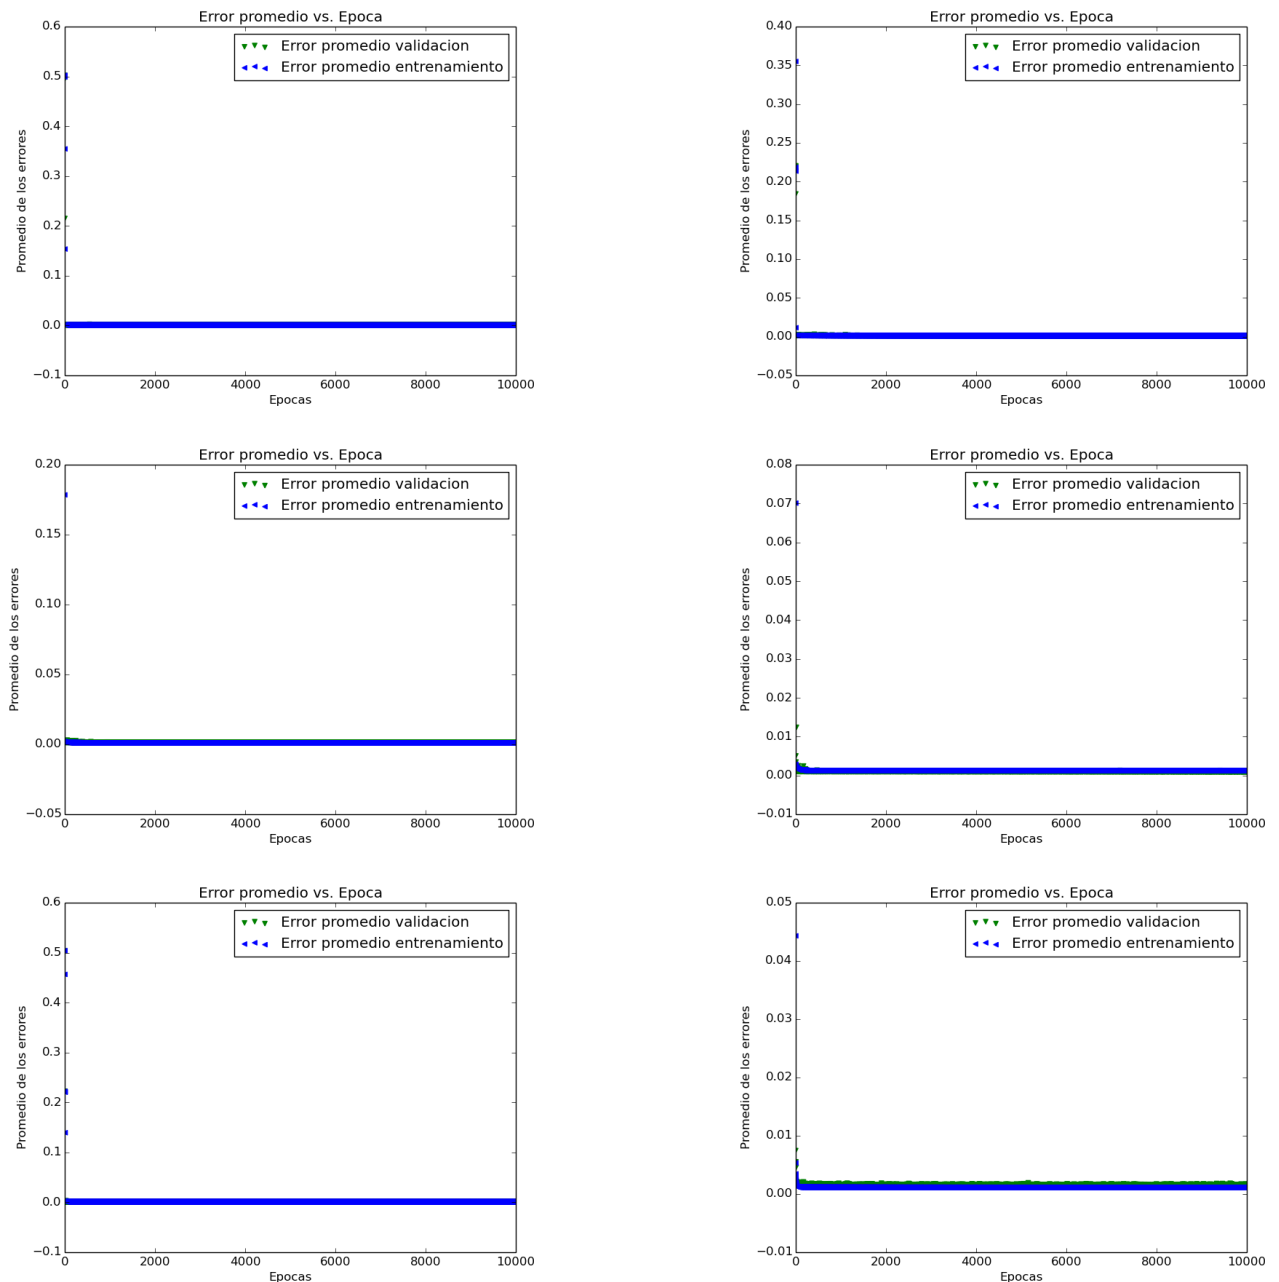 Error promedio vs. Epoca
0.6
0.5
0.4
0.3
0.2
0.1
0.0
−0.1
Promedio de los errores
Error promedio validacion
Error promedio entrenamiento
0 2000 4000 6000 8000 10000
Epocas
Error promedio vs. Epoca
0.40
0.35
0.30
0.25
0.20
0.15
0.10
0.05
0.00
−0.05
Promedio de los errores
Error promedio validacion
Error promedio entrenamiento
0 2000 4000 6000 8000 10000
Epocas
Error promedio vs. Epoca
0.20
0.15
0.10
0.05
0.00
−0.05
Promedio de los errores
Error promedio validacion
Error promedio entrenamiento
0 2000 4000 6000 8000 10000
Epocas
Error promedio vs. Epoca
0.08
0.07
0.06
0.05
0.04
0.03
0.02
0.01
0.00
−0.01
Promedio de los errores
Error promedio validacion
Error promedio entrenamiento
0 2000 4000 6000 8000 10000
Epocas
Error promedio vs. Epoca
0.6
0.5
0.4
0.3
0.2
0.1
0.0
−0.1
Promedio de los errores
Error promedio validacion
Error promedio entrenamiento
0 2000 4000 6000 8000 10000
Epocas
Error promedio vs. Epoca
0.05
0.04
0.03
0.02
0.01
0.00
−0.01
Promedio de los errores
Error promedio validacion
Error promedio entrenamiento
0 2000 4000 6000 8000 10000
Epocas